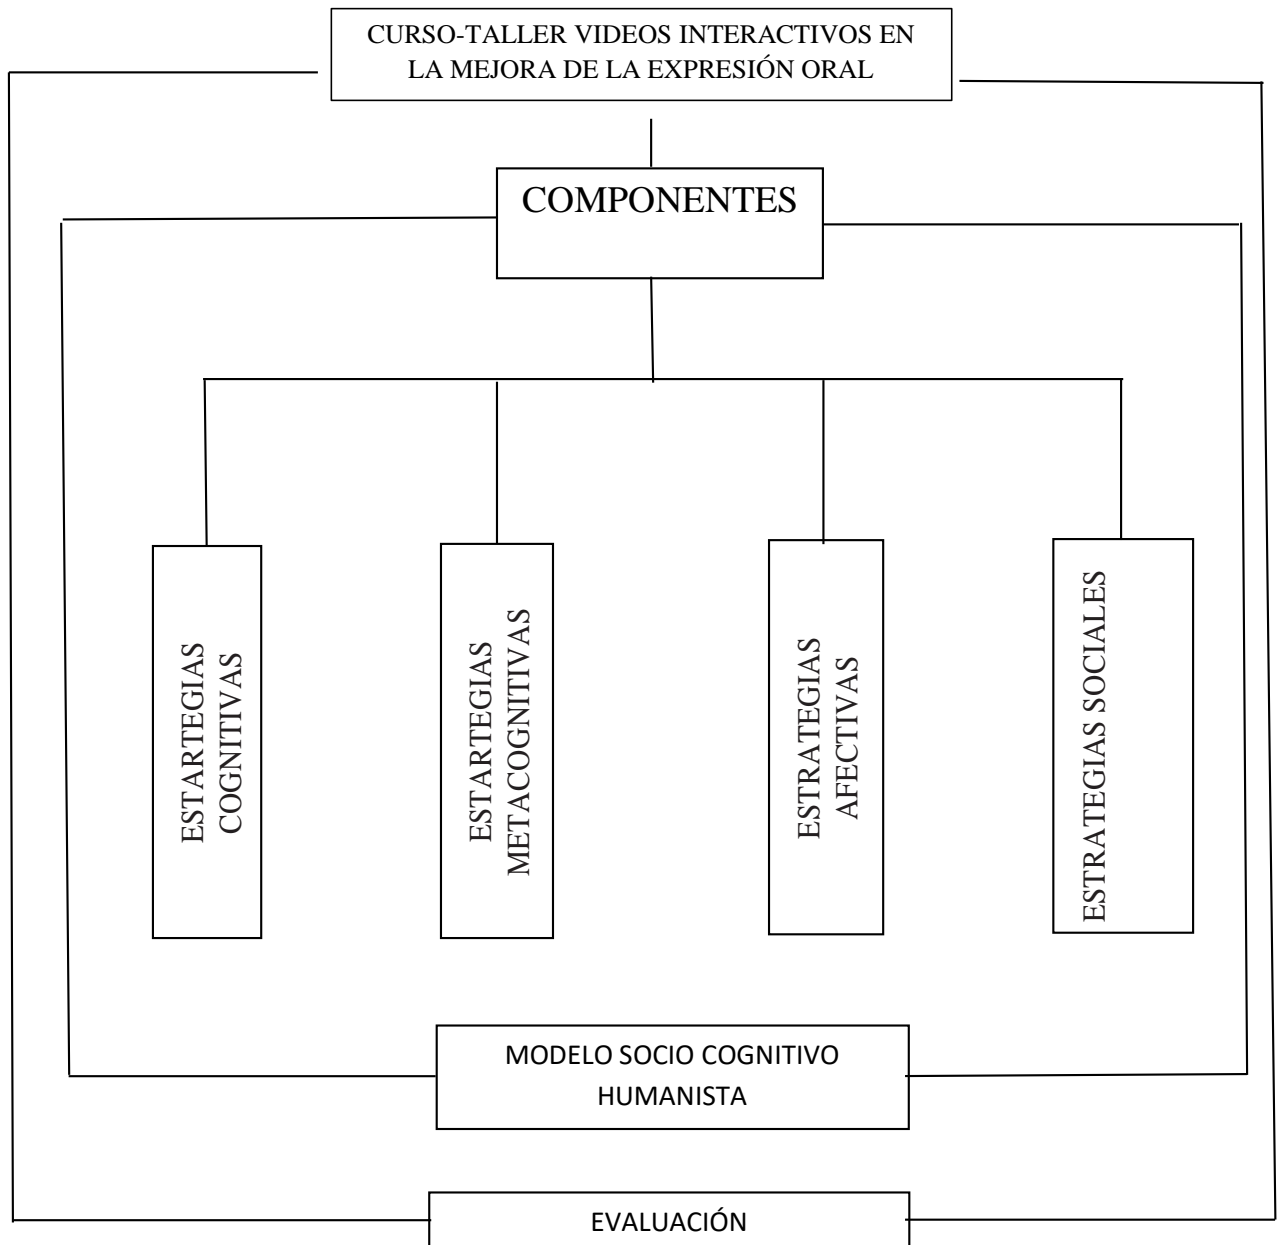 CURSO-TALLER VIDEOS INTERACTIVOS EN
LA MEJORA DE LA EXPRESIÓN ORAL
COMPONENTES
ESTARTEGIAS
COGNITIVAS
ESTARTEGIAS
METACOGNITIVAS
ESTRATEGIAS
AFECTIVAS
ESTRATEGIAS SOCIALES
MODELO SOCIO COGNITIVO
HUMANISTA
EVALUACIÓN